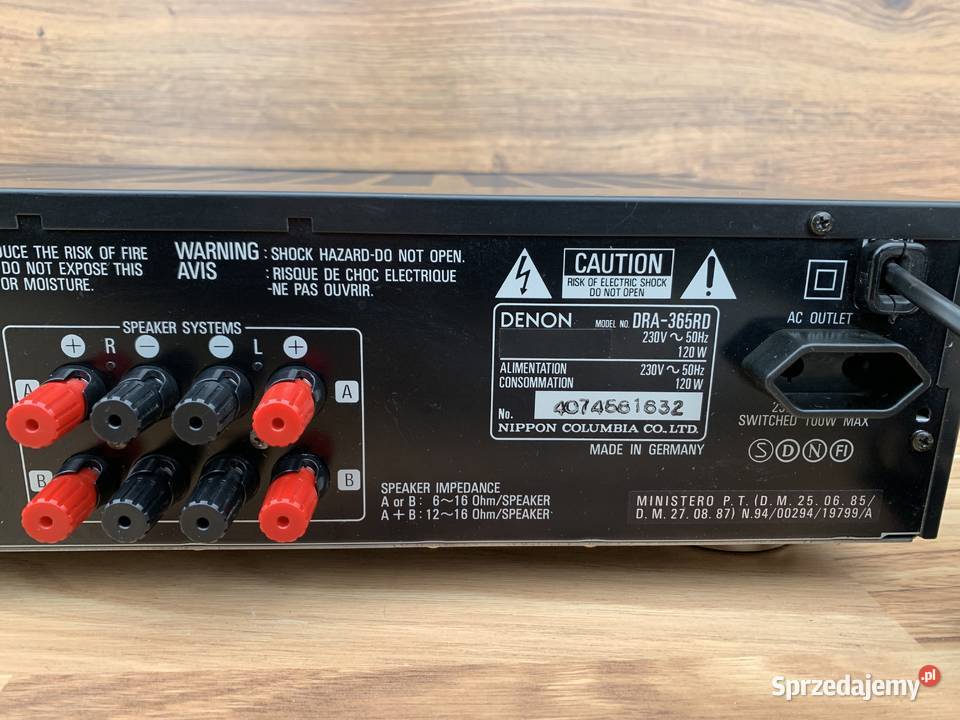 DUCE THE RISK OF FIRE
DO NOT EXPOSE THIS
OR MOISTURE.
WARNING : SHOCK HAZARD-DO NOT OPEN.
AVIS : RISQUE DE CHOC ELECTRIQUE
-NE PAS OUVRIR.
CAUTION
RISK OF ELECTRIC SHOCK
DO NOT OPEN
SPEAKER SYSTEMS
+ R − − L +
A A
B B
DENON MODEL NO. DRA-365RD
230V ~ 50Hz
120 W
ALIMENTATION 230V ~ 50Hz
CONSOMMATION 120 W
No. 4074581632
NIPPON COLUMBIA CO., LTD.
MADE IN GERMANY
AC OUTLET
SWITCHED 100W MAX
S D N FI
SPEAKER IMPEDANCE
A or B : 6~16 Ohm/SPEAKER
A + B : 12~16 Ohm/SPEAKER
MINISTERO P. T. (D. M. 25. 06. 85/
D. M. 27. 08. 87) N.94/00294/19799/A
Sprzedajemy.pl